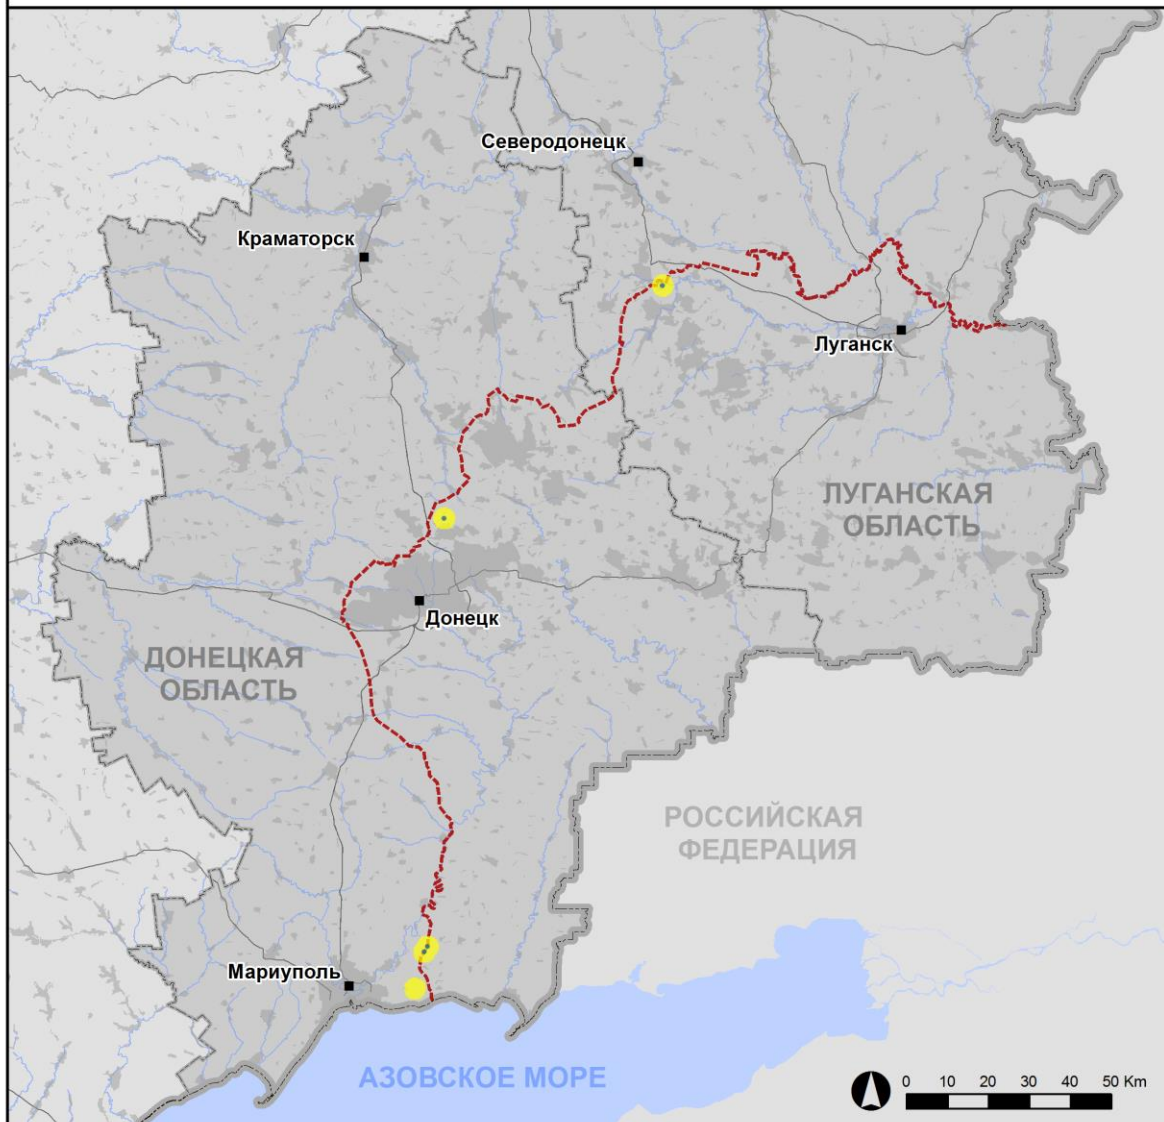 Северодонецк
Краматорск
Луганск
ЛУГАНСКАЯ
ОБЛАСТЬ
Донецк
ДОНЕЦКАЯ
ОБЛАСТЬ
РОССИЙСКАЯ
ФЕДЕРАЦИЯ
Мариуполь
АЗОВСКОЕ МОРЕ
0 10 20 30 40 50 Km